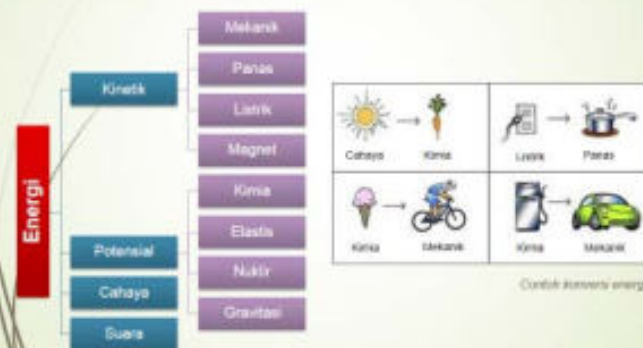 Energi
Kinetik
Mekanik
Panas
Listrik
Magnet
Potensial
Kimia
Elastis
Nuklir
Gravitasi
Cahaya
Suara
Cahaya
Kimia
Listrik
Panas
Kimia
Mekanik
Kimia
Mekanik
Contoh konversi energi